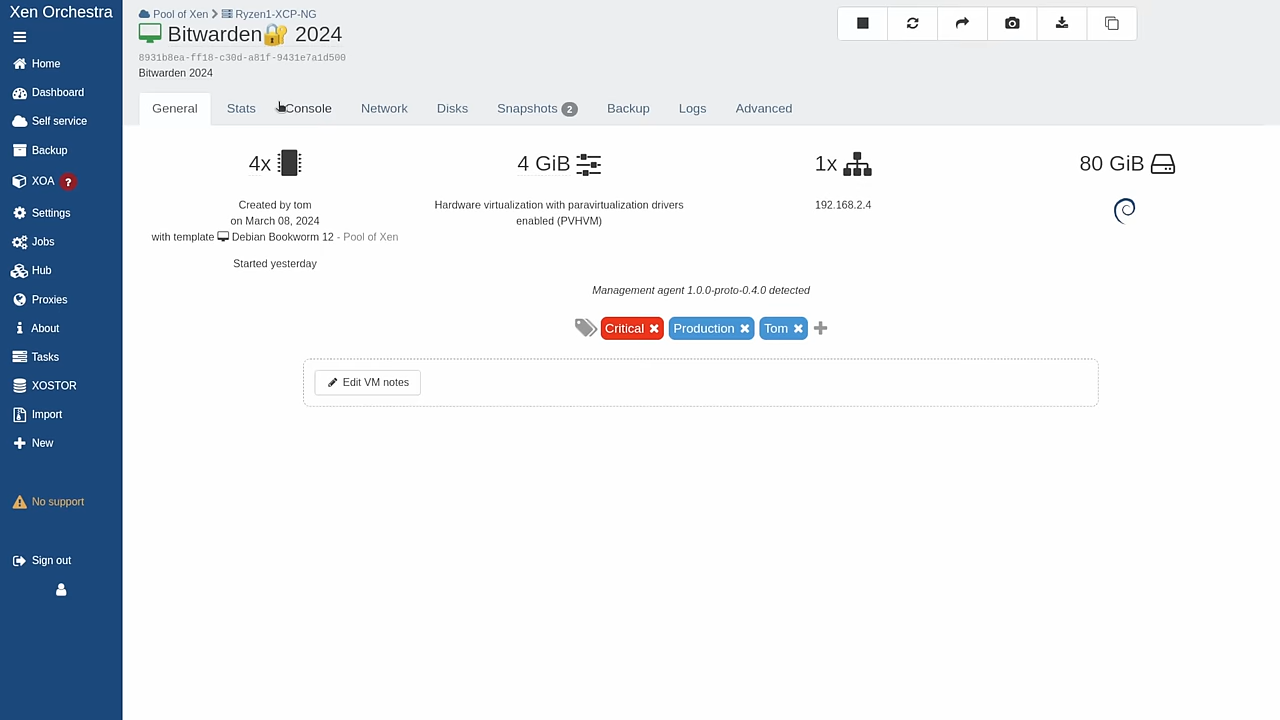 Xen Orchestra
Home
Dashboard
Self service
Backup
XOA ?
Settings
Jobs
Hub
Proxies
About
Tasks
XOSTOR
Import
New
No support
Sign out
Pool of Xen Ryzen1-XCP-NG
Bitwarden🔐 2024
8931b8ea-ff18-c30d-a81f-9431e7a1d500
Bitwarden 2024
General Stats Console Network Disks Snapshots 2 Backup Logs Advanced
4x 4 GiB 1x 80 GiB
Created by tom
on March 08, 2024
with template Debian Bookworm 12 - Pool of Xen
Started yesterday
Hardware virtualization with paravirtualization drivers
enabled (PVHVM)
192.168.2.4
Management agent 1.0.0-proto-0.4.0 detected
Critical Production Tom
Edit VM notes